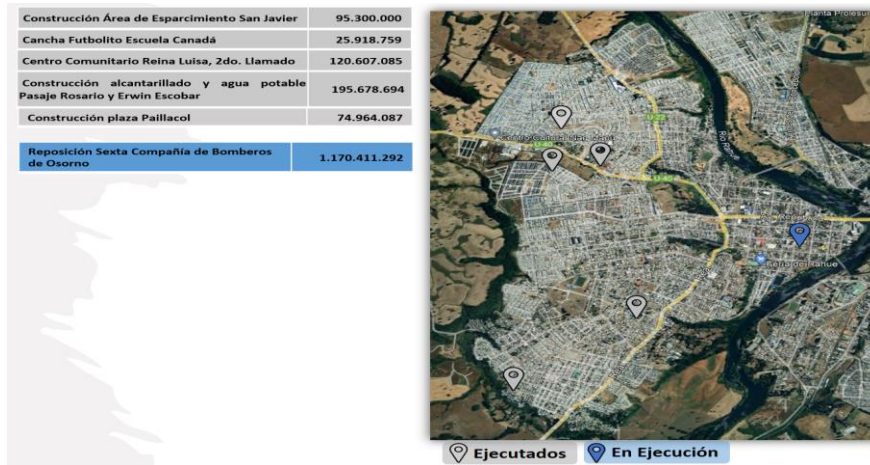 Construcción Área de Esparcimiento San Javier 95.300.000
Cancha Futbolito Escuela Canadá 25.918.759
Centro Comunitario Reina Luisa, 2do. Llamado 120.607.085
Construcción alcantarillado y agua potable
Pasaje Rosario y Erwin Escobar 195.678.694
Construcción plaza Paillacol 74.964.087
Reposición Sexta Compañía de Bomberos
de Osorno 1.170.411.292
U-22
U-40
Ejecutados
En Ejecución